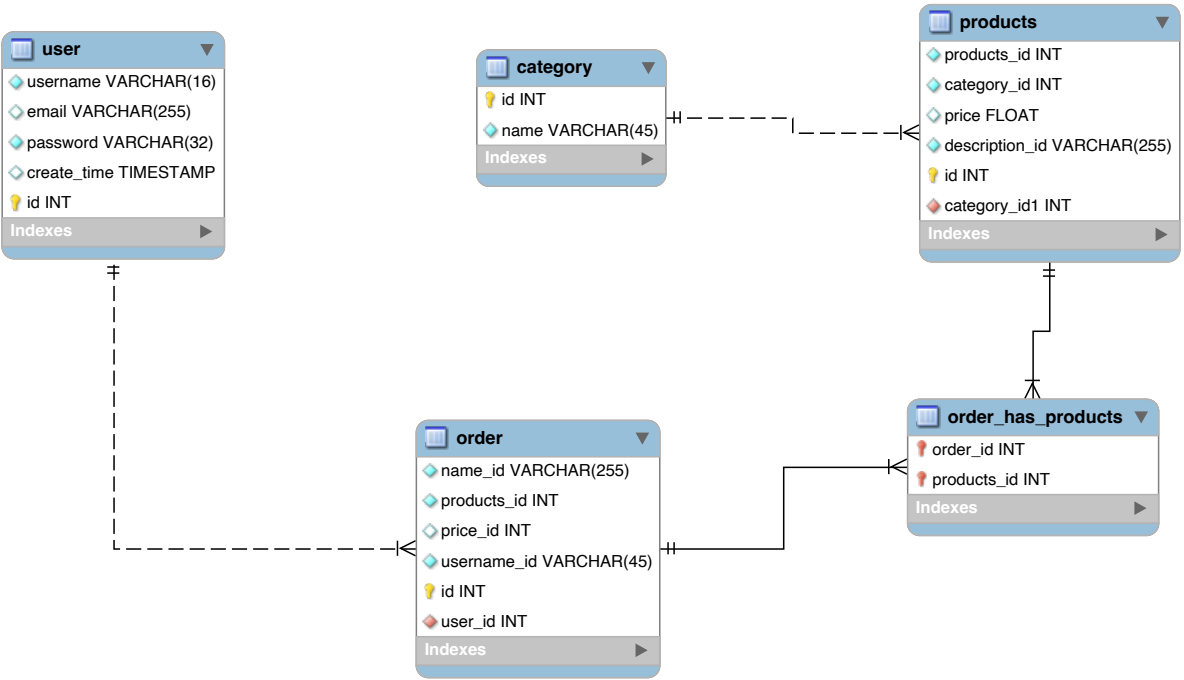 user
username VARCHAR(16)
email VARCHAR(255)
password VARCHAR(32)
create_time TIMESTAMP
id INT
Indexes
category
id INT
name VARCHAR(45)
Indexes
products
products_id INT
category_id INT
price FLOAT
description_id VARCHAR(255)
id INT
category_id1 INT
Indexes
order
name_id VARCHAR(255)
products_id INT
price_id INT
username_id VARCHAR(45)
id INT
user_id INT
Indexes
order_has_products
order_id INT
products_id INT
Indexes